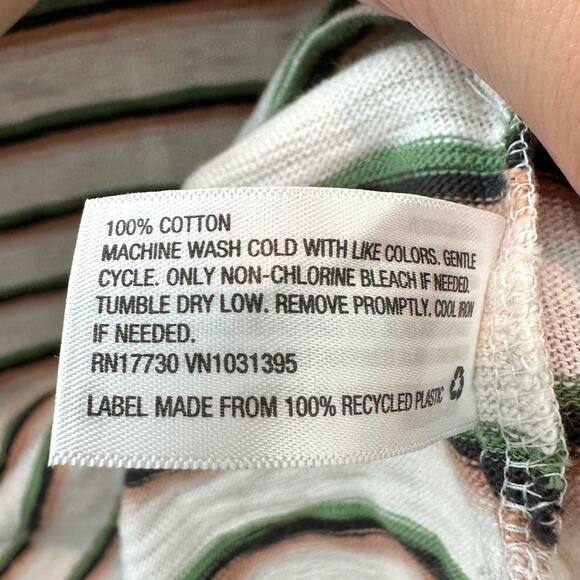 100% COTTON
MACHINE WASH COLD WITH LIKE COLORS. GENTLE
CYCLE. ONLY NON-CHLORINE BLEACH IF NEEDED.
TUMBLE DRY LOW. REMOVE PROMPTLY. COOL IRON
IF NEEDED.
RN17730 VN1031395
LABEL MADE FROM 100% RECYCLED PLASTIC